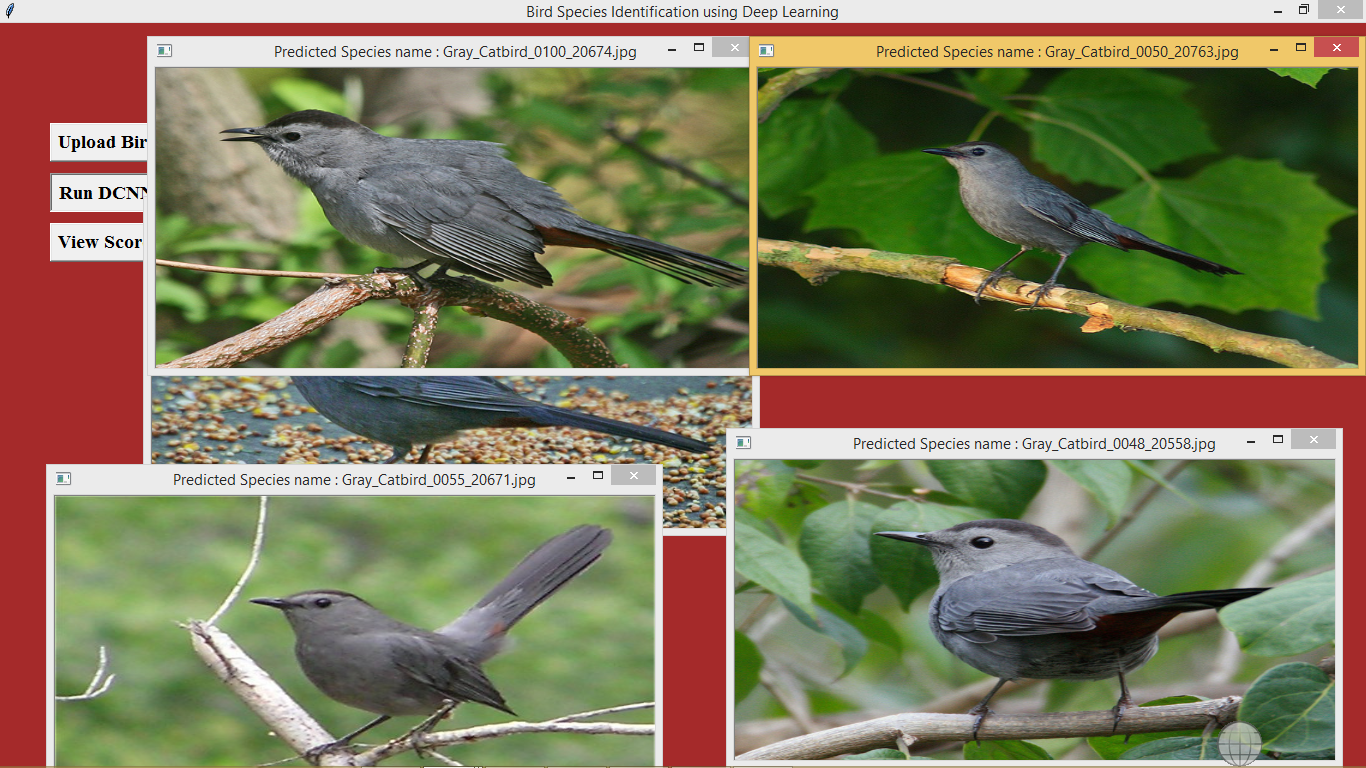 Bird Species Identification using Deep Learning
Predicted Species name : Gray_Catbird_0100_20674.jpg
Predicted Species name : Gray_Catbird_0050_20763.jpg
Upload Bir
Run DCNN
View Scor
Predicted Species name : Gray_Catbird_0048_20558.jpg
Predicted Species name : Gray_Catbird_0055_20671.jpg